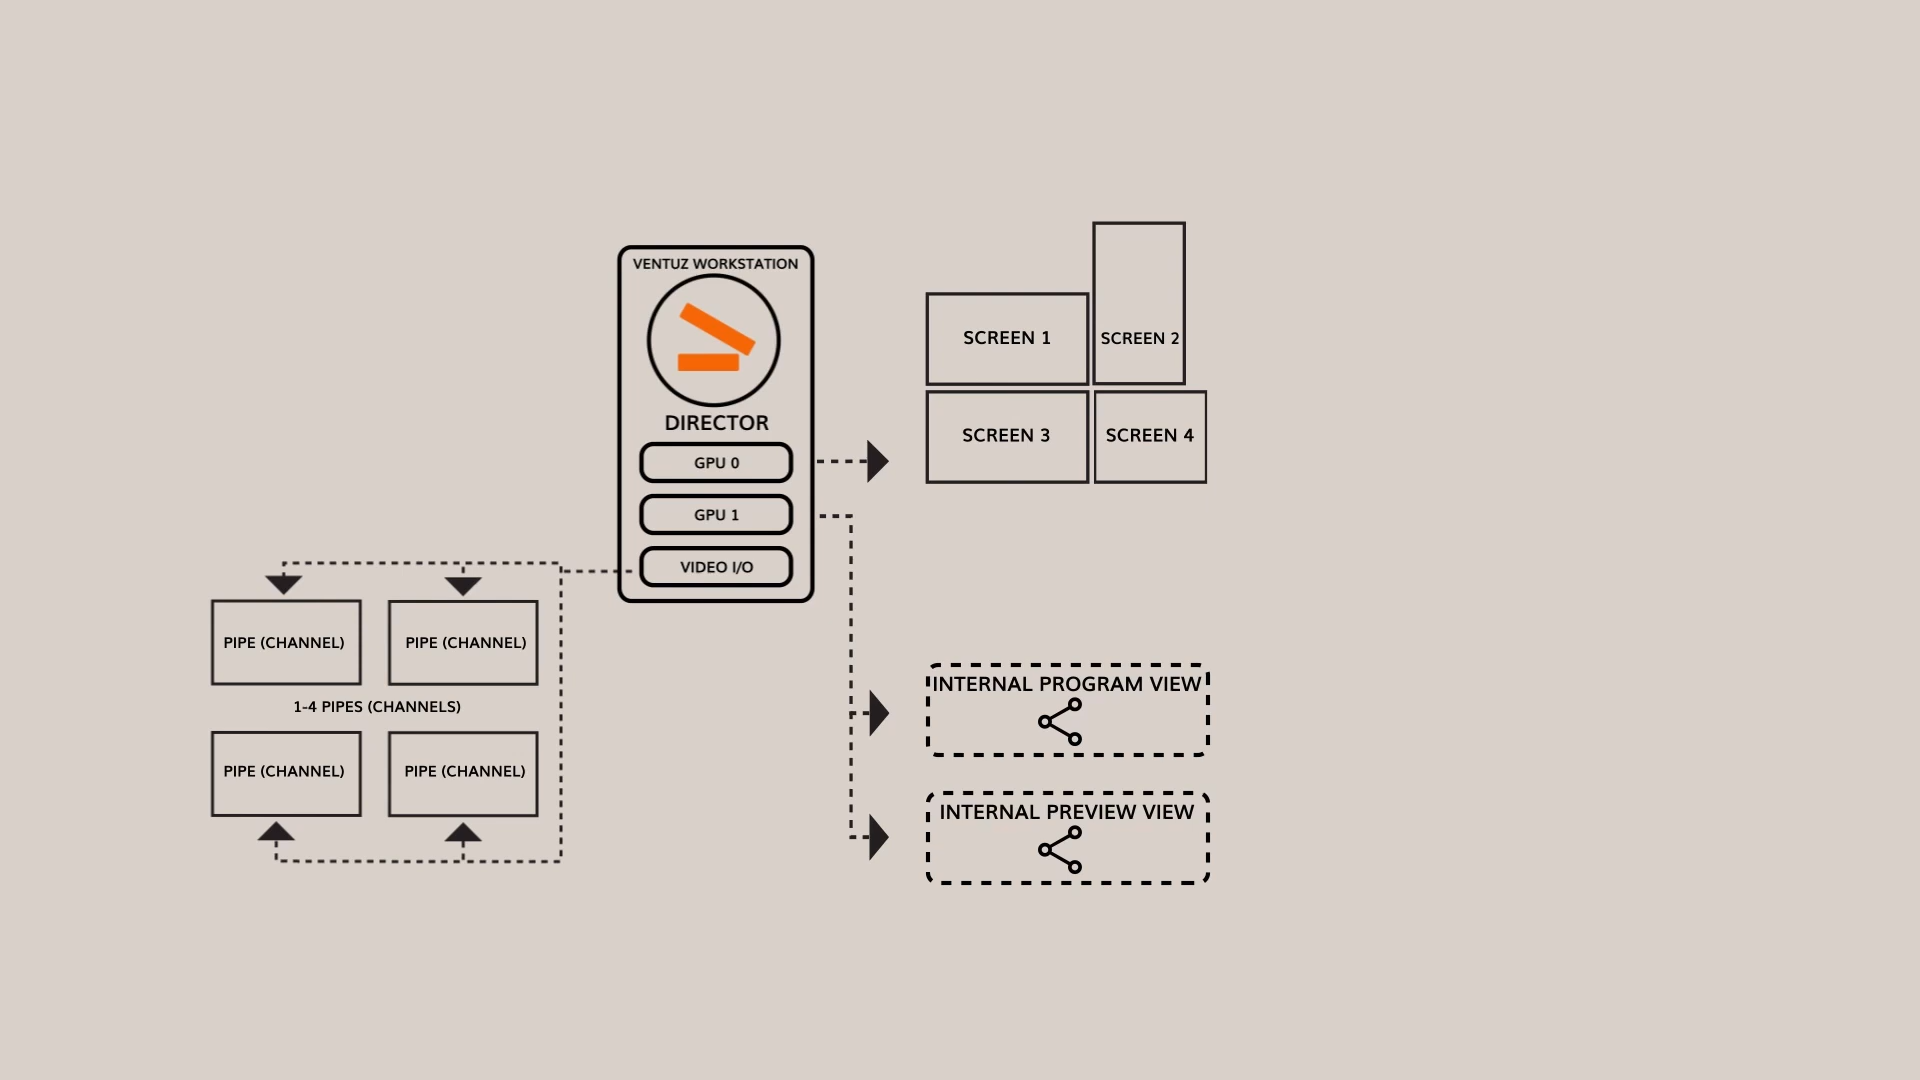 VENTUZ WORKSTATION
DIRECTOR
GPU 0
GPU 1
VIDEO I/O
SCREEN 1
SCREEN 2
SCREEN 3
SCREEN 4
PIPE (CHANNEL)
PIPE (CHANNEL)
1-4 PIPES (CHANNELS)
PIPE (CHANNEL)
PIPE (CHANNEL)
INTERNAL PROGRAM VIEW
INTERNAL PREVIEW VIEW